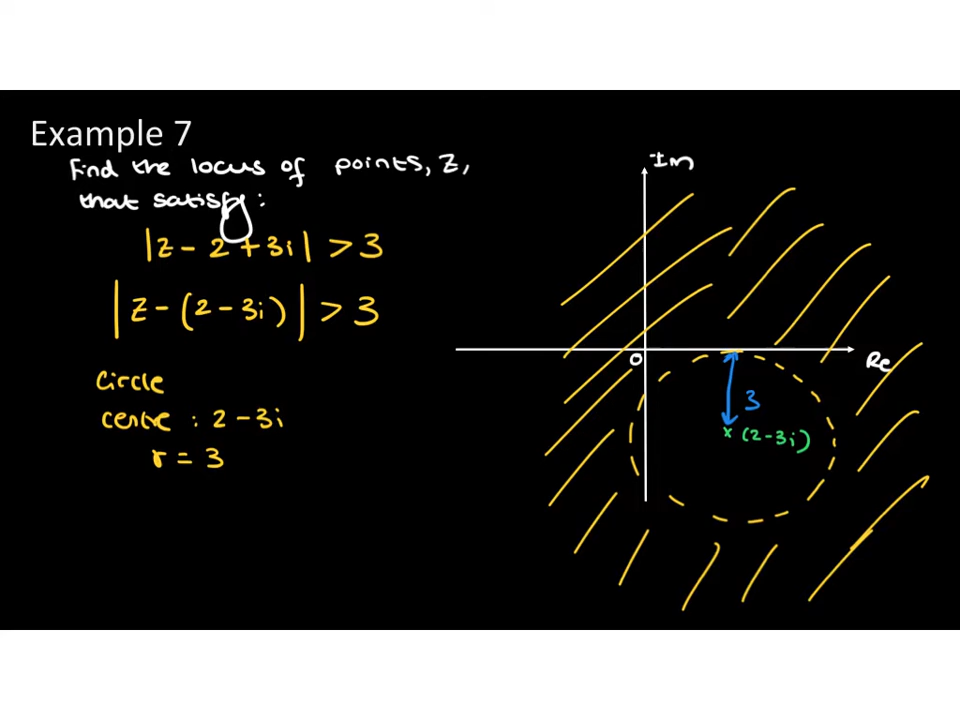 Example 7
Find the locus of points, Z,
that satisfy :
|z - 2 + 3i| > 3
|z - (2 - 3i)| > 3
Circle
centre : 2 - 3i
r = 3
Im
O
Re
3
x (2 - 3i)